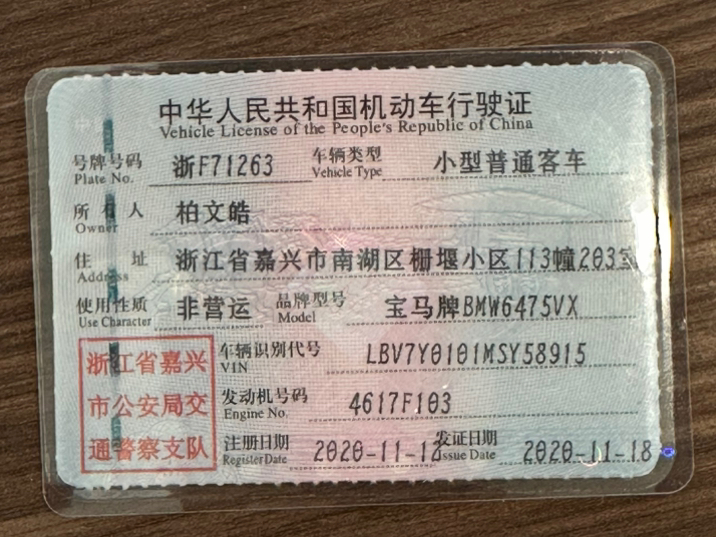 中华人民共和国机动车行驶证
Vehicle License of the People's Republic of China
号牌号码 浙F71263 车辆类型 小型普通客车
Plate No. Vehicle Type
所有人 柏文皓
Owner
住址 浙江省嘉兴市南湖区栅堰小区113幢203室
Address
使用性质 非营运 品牌型号 宝马牌BMW6475VX
Use Character Model
浙江省嘉兴 车辆识别代号 LBV7Y0101MSY58915
VIN
市公安局交 发动机号码 4617F103
Engine No.
通警察支队 注册日期 2020-11-1 发证日期 2020-11-18
Register Date Issue Date